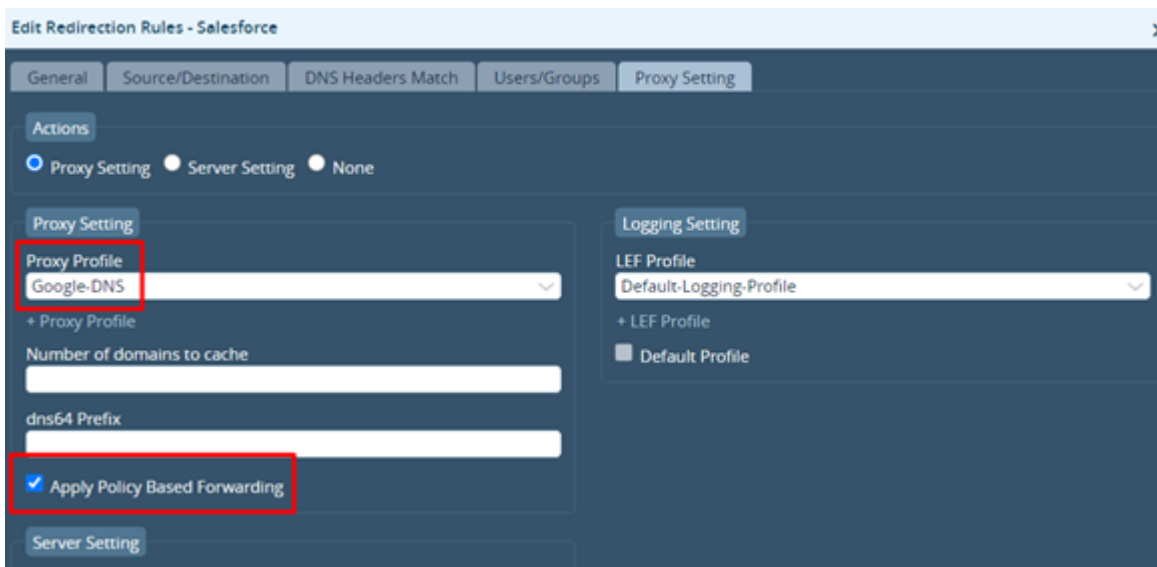 Edit Redirection Rules - Salesforce
General Source/Destination DNS Headers Match Users/Groups Proxy Setting
Actions
Proxy Setting Server Setting None
Proxy Setting
Proxy Profile
Google-DNS
+ Proxy Profile
Number of domains to cache
dns64 Prefix
Apply Policy Based Forwarding
Logging Setting
LEF Profile
Default-Logging-Profile
+ LEF Profile
Default Profile
Server Setting